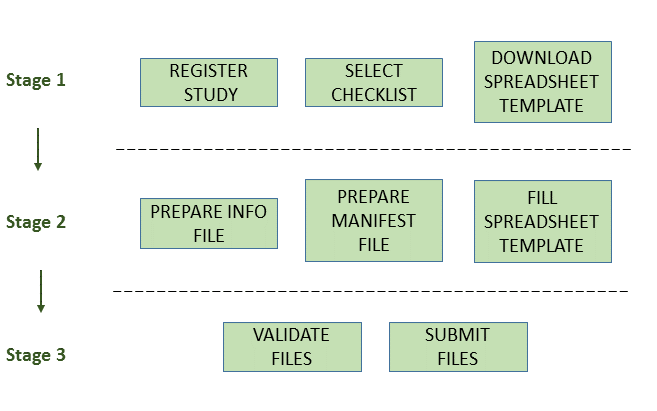 Stage 1
REGISTER
STUDY
SELECT
CHECKLIST
DOWNLOAD
SPREADSHEET
TEMPLATE
Stage 2
PREPARE INFO
FILE
PREPARE
MANIFEST
FILE
FILL
SPREADSHEET
TEMPLATE
Stage 3
VALIDATE
FILES
SUBMIT
FILES